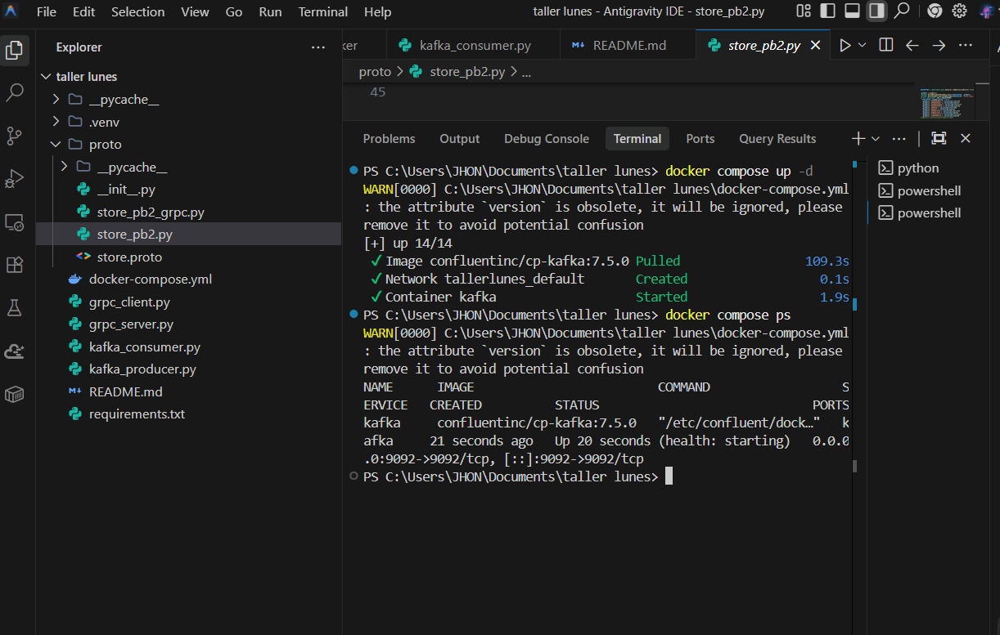 File Edit Selection View Go Run Terminal Help
taller lunes - Antigravity IDE - store_pb2.py
Explorer
taller lunes
__pycache__
.venv
proto
__pycache__
__init__.py
store_pb2_grpc.py
store_pb2.py
store.proto
docker-compose.yml
grpc_client.py
grpc_server.py
kafka_consumer.py
kafka_producer.py
README.md
requirements.txt
ker kafka_consumer.py README.md store_pb2.py
proto > store_pb2.py > ...
45
Problems Output Debug Console Terminal Ports Query Results
PS C:\Users\JHON\Documents\taller lunes> docker compose up -d
WARN[0000] C:\Users\JHON\Documents\taller lunes\docker-compose.yml
: the attribute `version` is obsolete, it will be ignored, please
remove it to avoid potential confusion
[+] up 14/14
✓ Image confluentinc/cp-kafka:7.5.0 Pulled 109.3s
✓ Network tallerlunes_default Created 0.1s
✓ Container kafka Started 1.9s
PS C:\Users\JHON\Documents\taller lunes> docker compose ps
WARN[0000] C:\Users\JHON\Documents\taller lunes\docker-compose.yml
: the attribute `version` is obsolete, it will be ignored, please
remove it to avoid potential confusion
NAME IMAGE COMMAND S
ERVICE CREATED STATUS PORTS
kafka confluentinc/cp-kafka:7.5.0 "/etc/confluent/dock…" k
afka 21 seconds ago Up 20 seconds (health: starting) 0.0.0
.0:9092->9092/tcp, [::]:9092->9092/tcp
PS C:\Users\JHON\Documents\taller lunes>
python
powershell
powershell